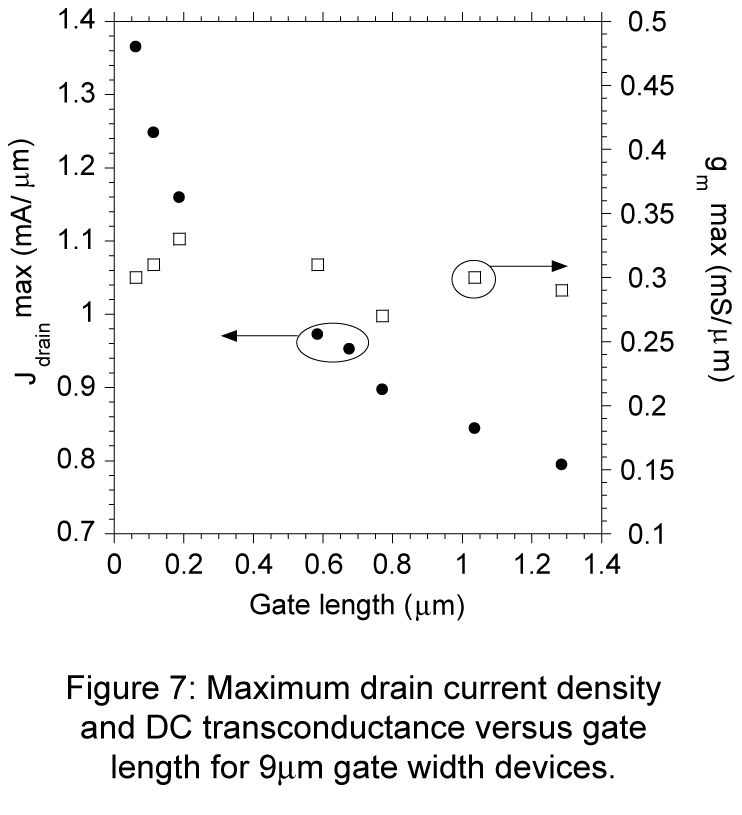 1.4
1.3
1.2
1.1
1
0.9
0.8
0.7
J drain max (mA/ μm)
0.5
0.45
0.4
0.35
0.3
0.25
0.2
0.15
0.1
g m max (mS/μm)
0 0.2 0.4 0.6 0.8 1 1.2 1.4
Gate length (μm)
Figure 7: Maximum drain current density
and DC transconductance versus gate
length for 9μm gate width devices.